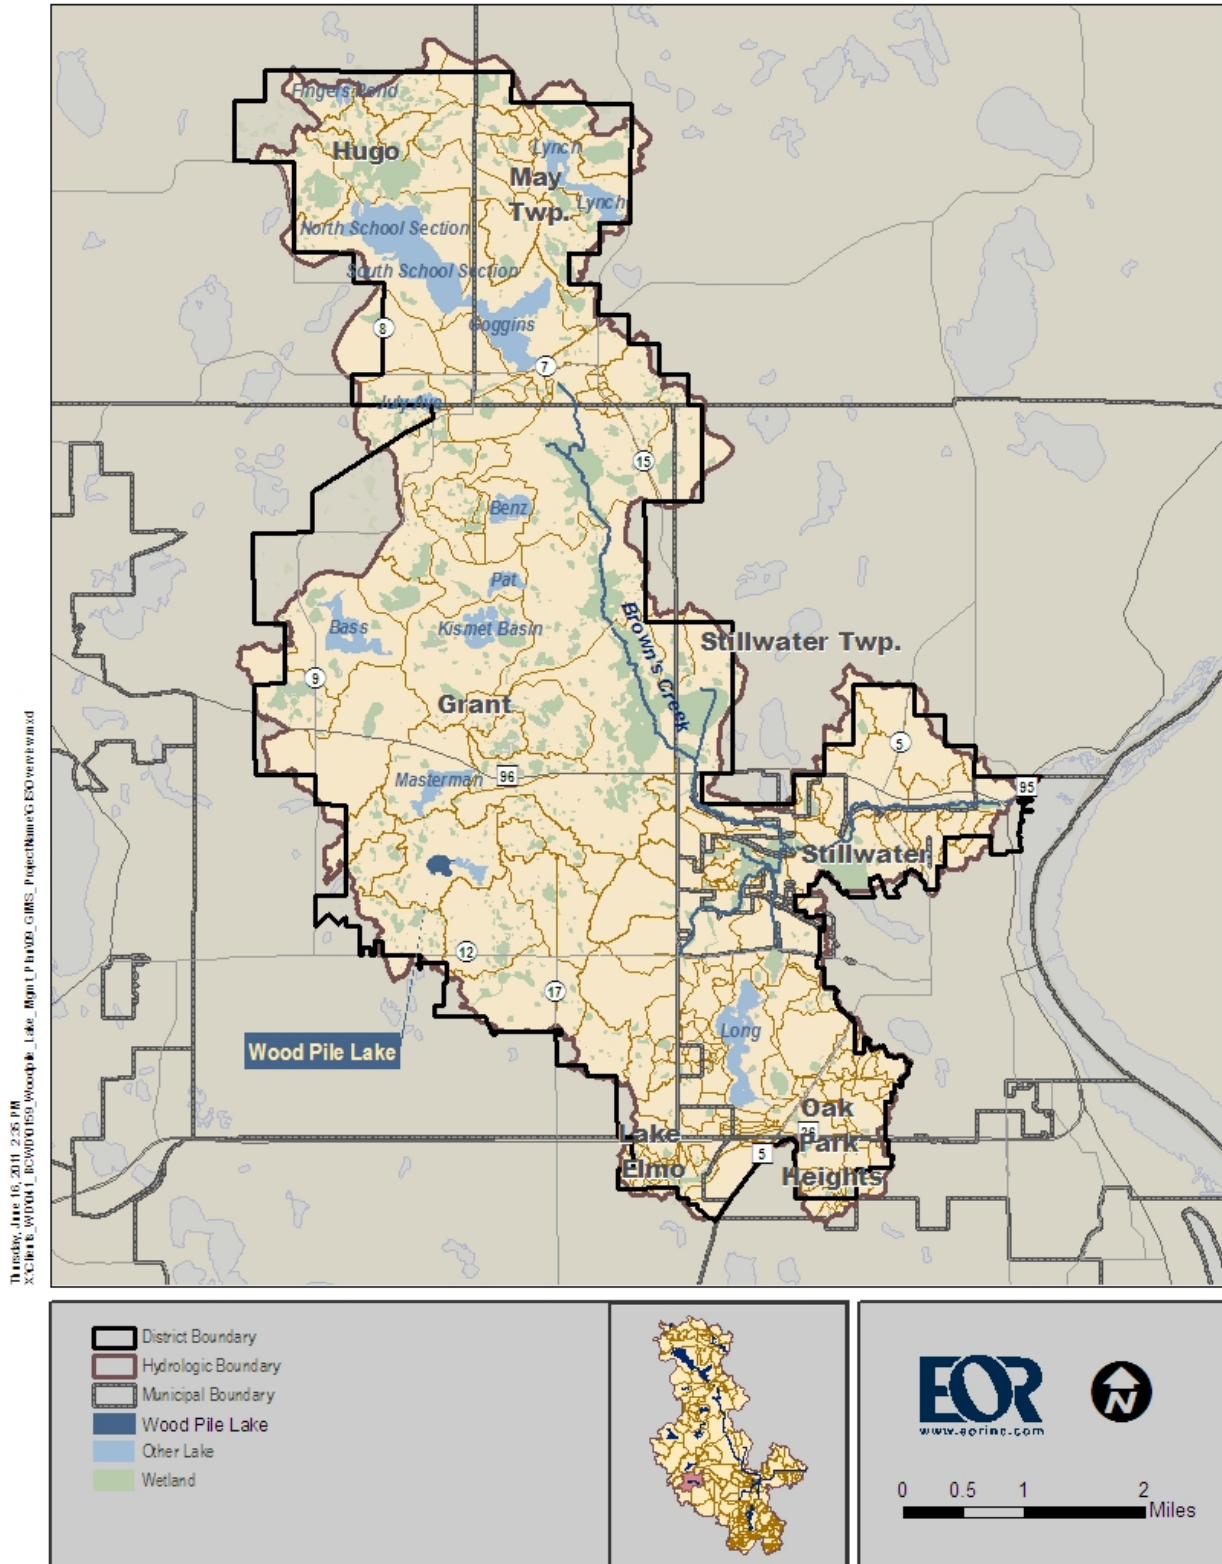 Fingers Pond
Hugo
Lynch
May
Twp.
Lynch
North School Section
South School Section
Goggins
8
7
July Ave
15
Benz
Pat
Bass
Kismet Basin
Brown's Creek
Stillwater Twp.
9
Grant
5
Masterman
96
95
Stillwater
12
17
Long
Wood Pile Lake
Oak
Park
Heights
Lake
Elmo
5
Thursday, June 16, 2011 2:35 PM
District Boundary
Hydrologic Boundary
Municipal Boundary
Wood Pile Lake
Other Lake
Wetland
EOR
www.eorinc.com
N
0 0.5 1 2
Miles